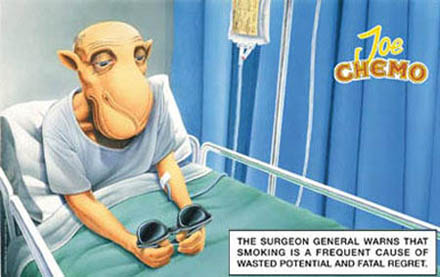 Joe
CHEMO
THE SURGEON GENERAL WARNS THAT
SMOKING IS A FREQUENT CAUSE OF
WASTED POTENTIAL AND FATAL REGRET.